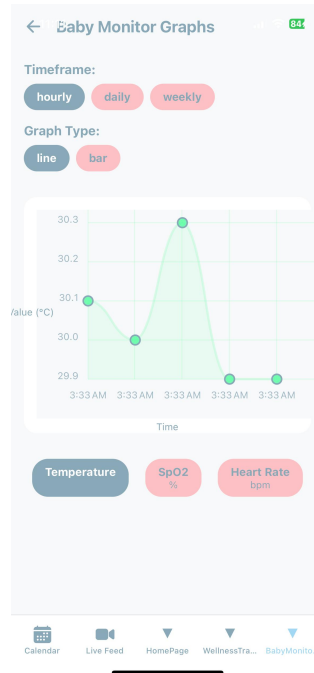 Baby Monitor Graphs
84
Timeframe:
hourly daily weekly
Graph Type:
line bar
30.3
30.2
30.1
/alue (°C)
30.0
29.9
3:33 AM 3:33 AM 3:33 AM 3:33 AM 3:33 AM
Time
Temperature SpO2 Heart Rate
% bpm
Calendar Live Feed HomePage WellnessTra... BabyMonito